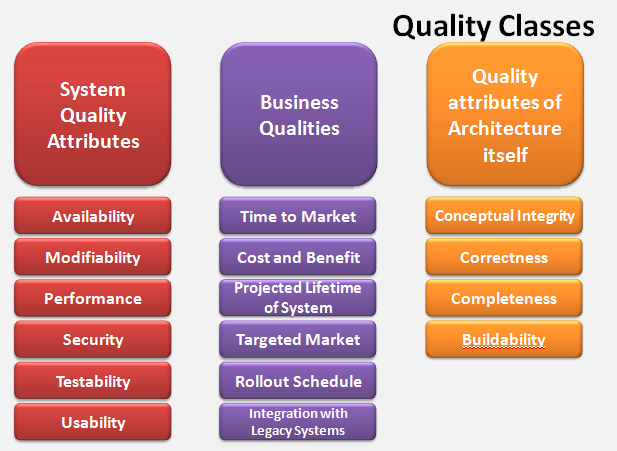 Quality Classes
System
Quality
Attributes
Availability
Modifiability
Performance
Security
Testability
Usability
Business
Qualities
Time to Market
Cost and Benefit
Projected Lifetime
of System
Targeted Market
Rollout Schedule
Integration with
Legacy Systems
Quality
attributes of
Architecture
itself
Conceptual Integrity
Correctness
Completeness
Buildability